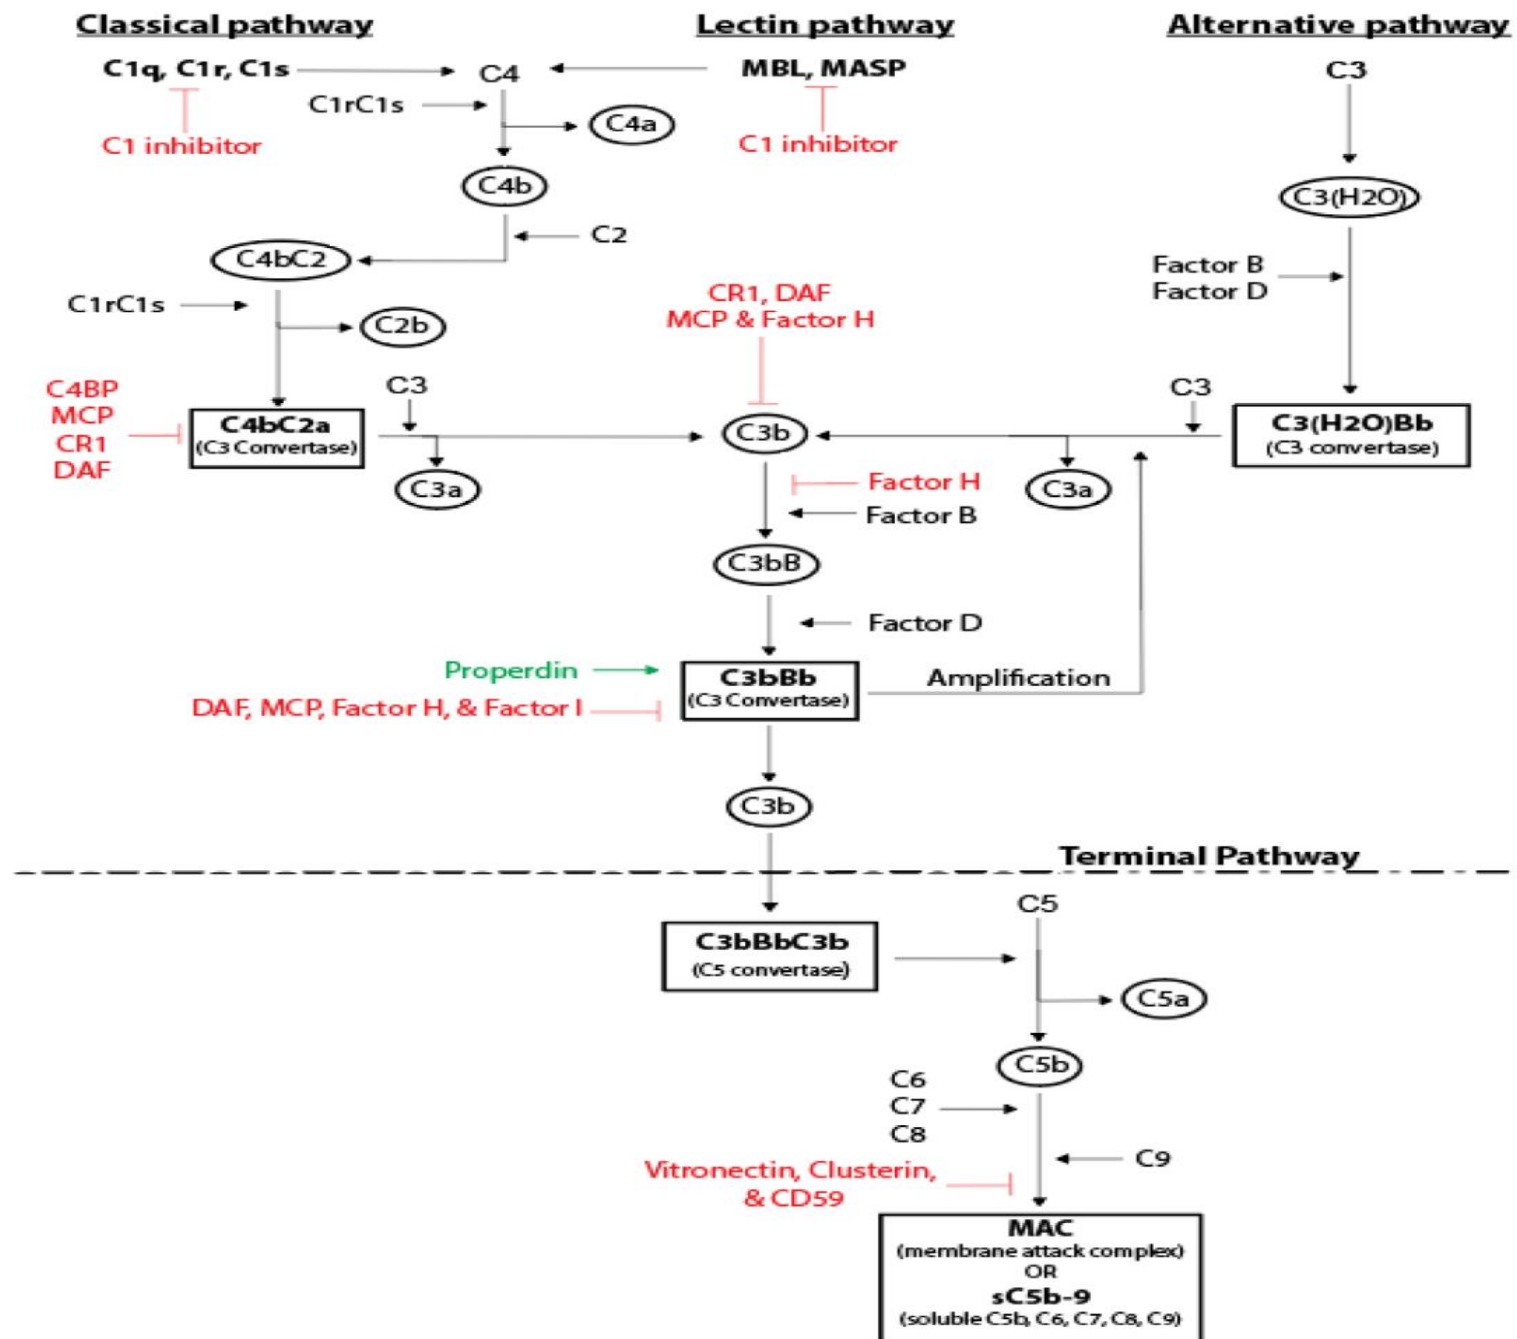 Classical pathway
Lectin pathway
Alternative pathway
C1q, C1r, C1s
C4
MBL, MASP
C3
C1rC1s
C4a
C1 inhibitor
C1 inhibitor
C4b
C3(H2O)
C2
C4bC2
Factor B
Factor D
C1rC1s
C2b
CR1, DAF
MCP & Factor H
C4BP
MCP
CR1
DAF
C3
C3
C4bC2a
(C3 Convertase)
C3b
C3(H2O)Bb
(C3 convertase)
C3a
Factor H
C3a
Factor B
C3bB
Factor D
Properdin
C3bBb
(C3 Convertase)
Amplification
DAF, MCP, Factor H, & Factor I
C3b
Terminal Pathway
C5
C3bBbC3b
(C5 convertase)
C5a
C5b
C6
C7
C8
C9
Vitronectin, Clusterin,
& CD59
MAC
(membrane attack complex)
OR
sC5b-9
(soluble C5b, C6, C7, C8, C9)